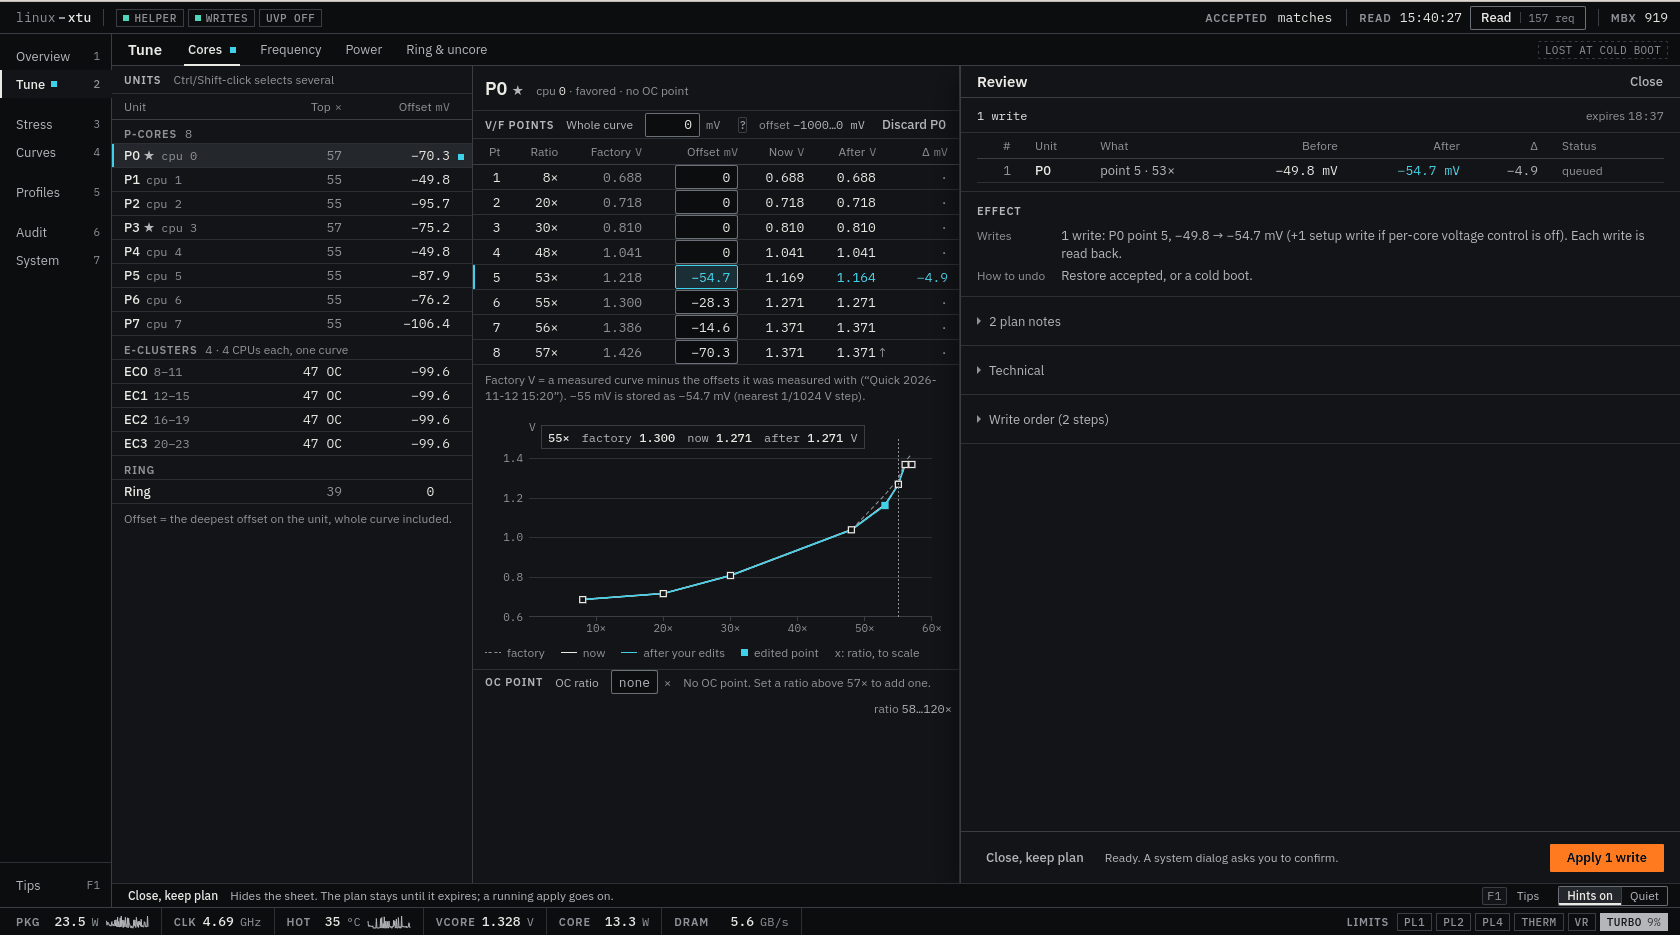 linux-xtu HELPER WRITES UVP OFF ACCEPTED matches READ 15:40:27 Read 157 req MBX 919
Overview 1
Tune 2
Stress 3
Curves 4
Profiles 5
Audit 6
System 7
Tips F1
Tune Cores Frequency Power Ring & uncore LOST AT COLD BOOT
UNITS Ctrl/Shift-click selects several
Unit Top × Offset mV
P-CORES 8
P0 ★ cpu 0 57 −70.3
P1 cpu 1 55 −49.8
P2 cpu 2 55 −95.7
P3 ★ cpu 3 57 −75.2
P4 cpu 4 55 −49.8
P5 cpu 5 55 −87.9
P6 cpu 6 55 −76.2
P7 cpu 7 55 −106.4
E-CLUSTERS 4 · 4 CPUs each, one curve
EC0 8–11 47 OC −99.6
EC1 12–15 47 OC −99.6
EC2 16–19 47 OC −99.6
EC3 20–23 47 OC −99.6
RING
Ring 39 0
Offset = the deepest offset on the unit, whole curve included.
P0 ★ cpu 0 · favored · no OC point
V/F POINTS Whole curve 0 mV ? offset −1000…0 mV Discard P0
Pt Ratio Factory V Offset mV Now V After V Δ mV
1 8× 0.688 0 0.688 0.688 ·
2 20× 0.718 0 0.718 0.718 ·
3 30× 0.810 0 0.810 0.810 ·
4 48× 1.041 0 1.041 1.041 ·
5 53× 1.218 −54.7 1.169 1.164 −4.9
6 55× 1.300 −28.3 1.271 1.271 ·
7 56× 1.386 −14.6 1.371 1.371 ·
8 57× 1.426 −70.3 1.371 1.371↑ ·
Factory V = a measured curve minus the offsets it was measured with (“Quick 2026-
11-12 15:20”). −55 mV is stored as −54.7 mV (nearest 1/1024 V step).
V
55× factory 1.300 now 1.271 after 1.271 V
1.4
1.2
1.0
0.8
0.6
10× 20× 30× 40× 50× 60×
factory now after your edits edited point x: ratio, to scale
OC POINT OC ratio none × No OC point. Set a ratio above 57× to add one.
ratio 58…120×
Review Close
1 write expires 18:37
# Unit What Before After Δ Status
1 P0 point 5 · 53× −49.8 mV −54.7 mV −4.9 queued
EFFECT
Writes 1 write: P0 point 5, −49.8 → −54.7 mV (+1 setup write if per-core voltage control is off). Each write is
read back.
How to undo Restore accepted, or a cold boot.
2 plan notes
Technical
Write order (2 steps)
Close, keep plan Ready. A system dialog asks you to confirm. Apply 1 write
Close, keep plan Hides the sheet. The plan stays until it expires; a running apply goes on. F1 Tips Hints on Quiet
PKG 23.5 W CLK 4.69 GHz HOT 35 °C VCORE 1.328 V CORE 13.3 W DRAM 5.6 GB/s LIMITS PL1 PL2 PL4 THERM VR TURBO 9%